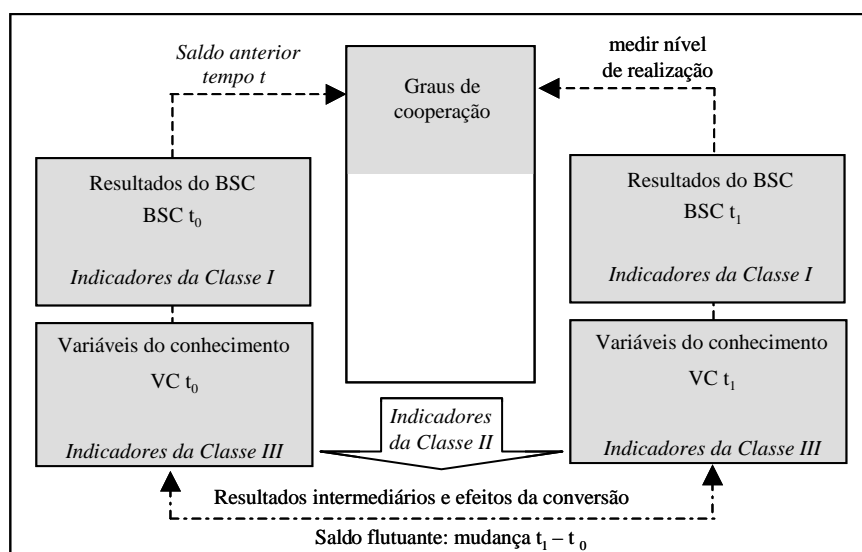 Saldo anterior
tempo t
Graus de
cooperação
medir nível
de realização
Resultados do BSC
BSC t₀
Indicadores da Classe I
Variáveis do conhecimento
VC t₀
Indicadores da Classe III
Resultados do BSC
BSC t₁
Indicadores da Classe I
Variáveis do conhecimento
VC t₁
Indicadores da Classe III
Indicadores
da Classe II
Resultados intermediários e efeitos da conversão
Saldo flutuante: mudança t₁ – t₀